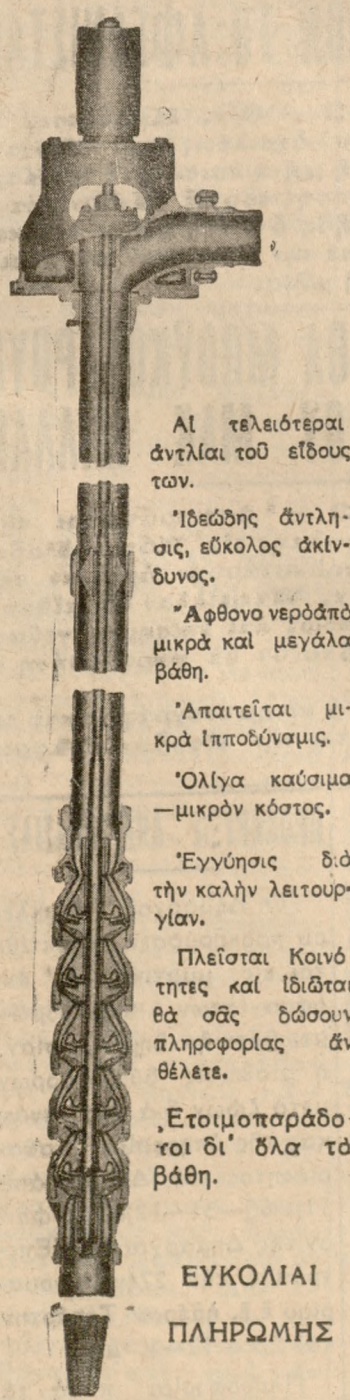 Αἱ τελειότεραι
ἀντλίαι τοῦ εἴδους
των.
Ἰδεώδης ἄντλη-
σις, εὔκολος ἀκίν-
δυνος.
Ἄφθονο νερὸ ἀπὸ
μικρὰ καὶ μεγάλα
βάθη.
Ἀπαιτεῖται μι-
κρὰ ἱπποδύναμις.
Ὀλίγα καύσιμα
—μικρὸν κόστος.
Ἐγγύησις διὰ
τὴν καλὴν λειτουρ-
γίαν.
Πλεῖσται Κοινό
τητες καὶ ἰδιῶται
θὰ σᾶς δώσουν
πληροφορίας ἂν
θέλετε.
Ἑτοιμοπαράδο
τοι δι' ὅλα τὰ
βάθη.
ΕΥΚΟΛΙΑΙ
ΠΛΗΡΩΜΗΣ